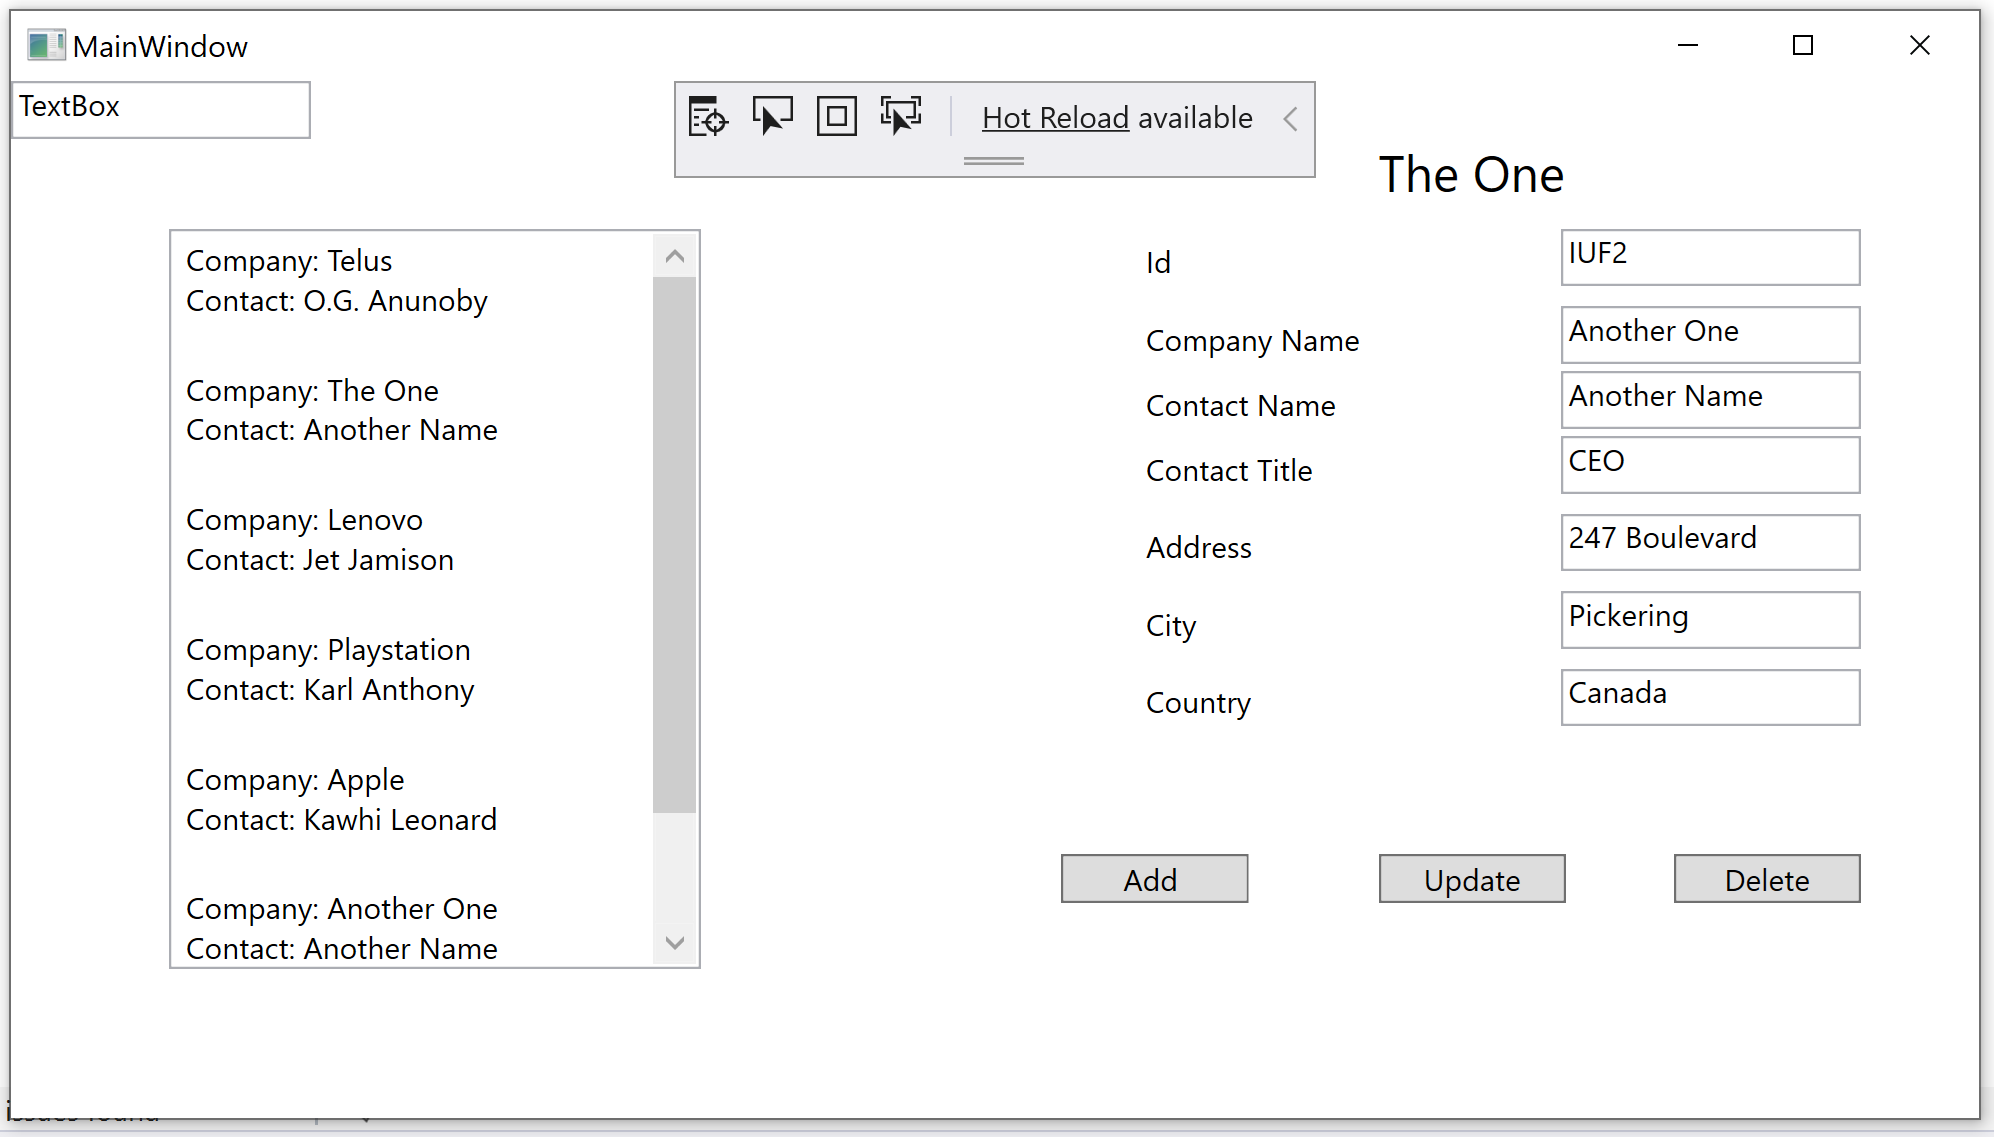 MainWindow
TextBox
Hot Reload available
The One
Company: Telus
Contact: O.G. Anunoby
Company: The One
Contact: Another Name
Company: Lenovo
Contact: Jet Jamison
Company: Playstation
Contact: Karl Anthony
Company: Apple
Contact: Kawhi Leonard
Company: Another One
Contact: Another Name
Id IUF2
Company Name Another One
Contact Name Another Name
Contact Title CEO
Address 247 Boulevard
City Pickering
Country Canada
Add Update Delete
issues found